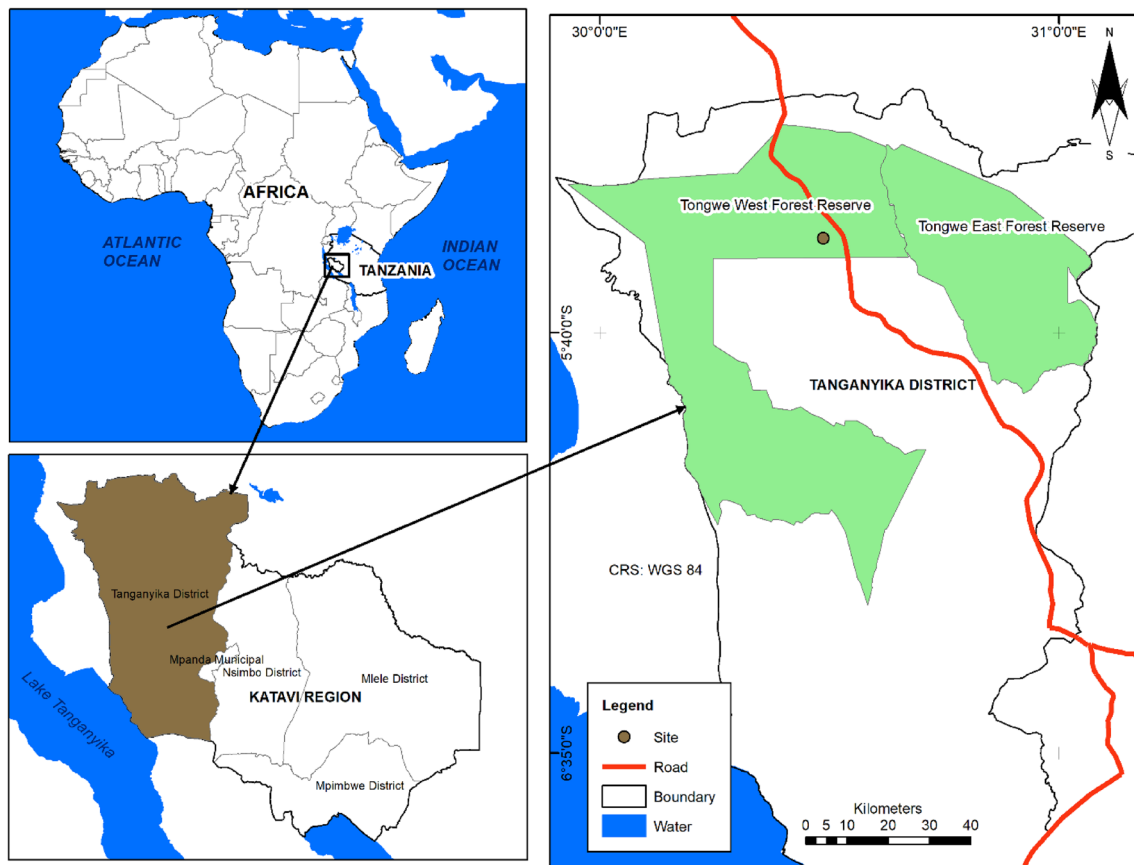 AFRICA
ATLANTIC
OCEAN
INDIAN
OCEAN
TANZANIA
Tanganyika District
Mpanda Municipal
Nsimbo District
Mlele District
KATAVI REGION
Mpimbwe District
Lake Tanganyika
30°0'0"E
31°0'0"E
N
S
Tongwe West Forest Reserve
Tongwe East Forest Reserve
5°40'0"S
TANGANYIKA DISTRICT
CRS: WGS 84
6°35'0"S
Legend
Site
Road
Boundary
Water
Kilometers
0 5 10 20 30 40